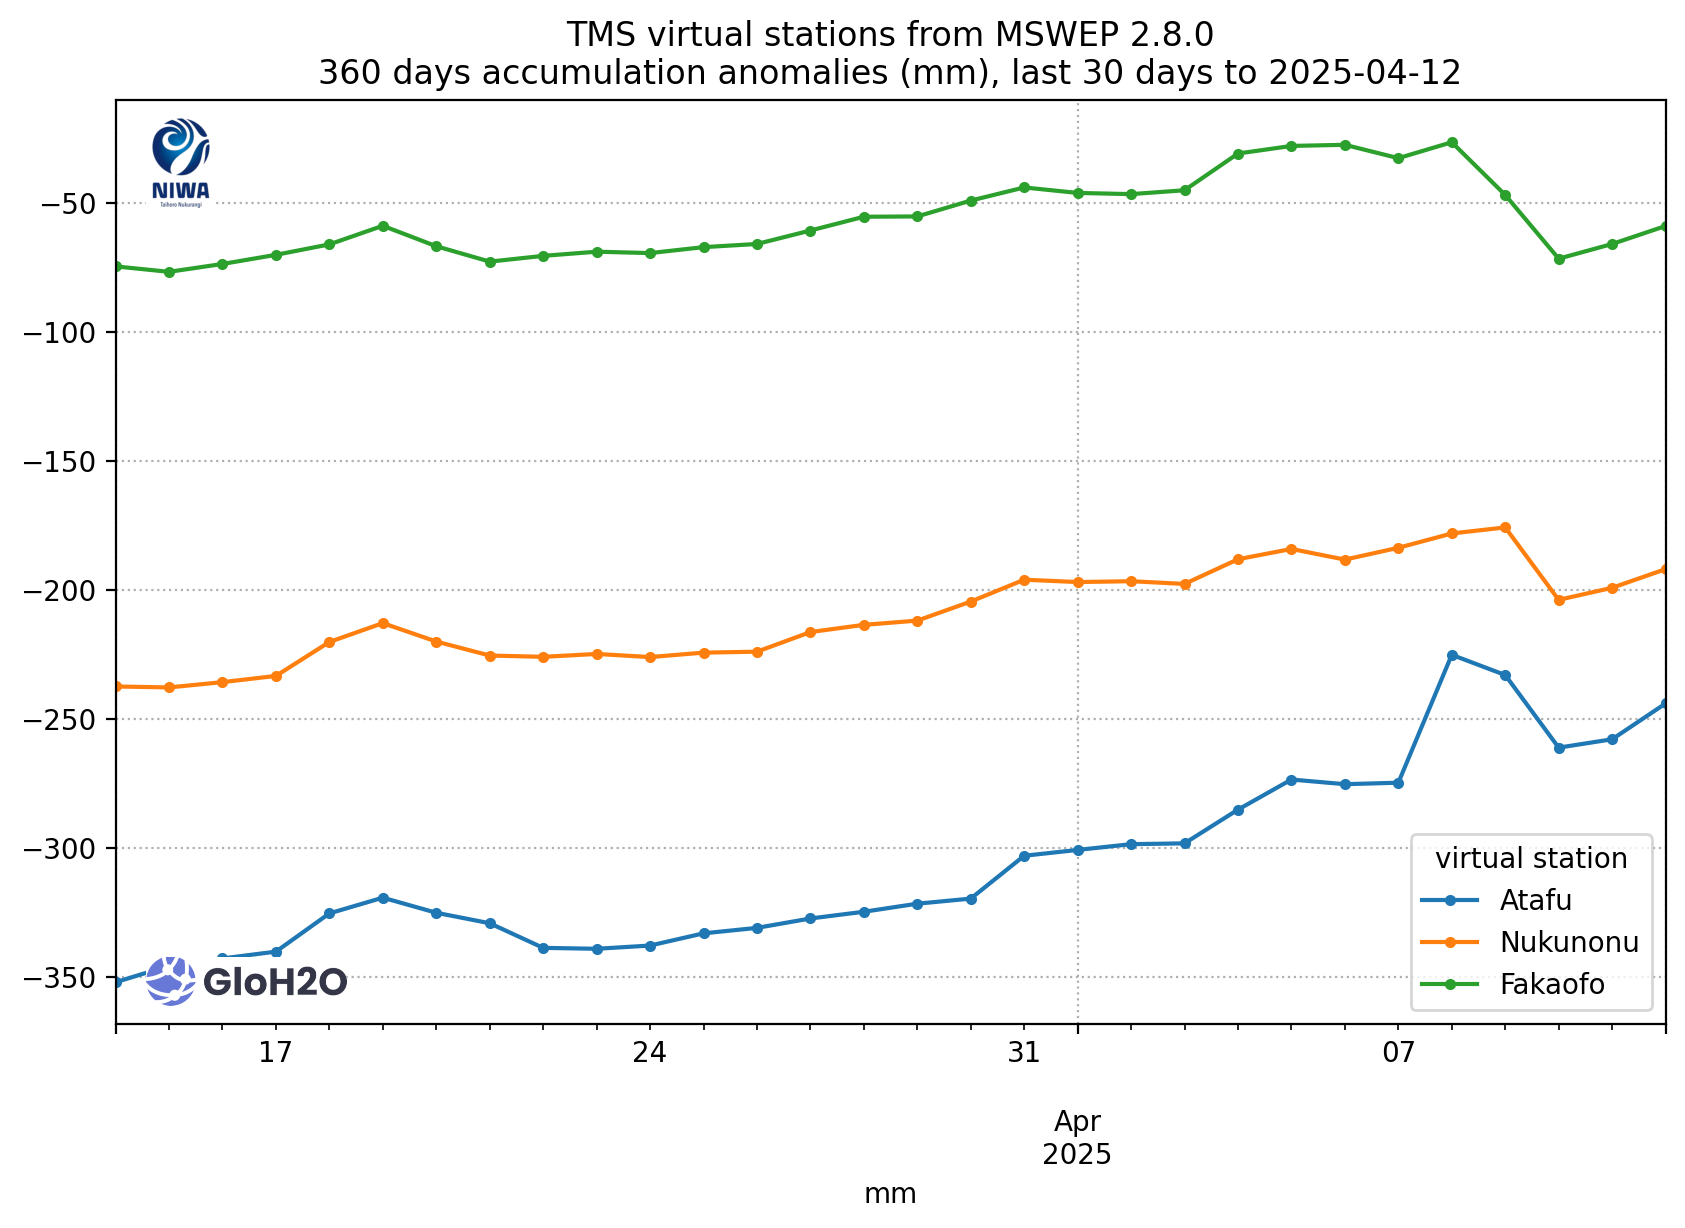 TMS virtual stations from MSWEP 2.8.0
360 days accumulation anomalies (mm), last 30 days to 2025-04-12
NIWA
Taihoro Nukurangi
−50
−100
−150
−200
−250
−300
−350
virtual station
Atafu
Nukunonu
Fakaofo
GloH2O
17 24 31 07
Apr
2025
mm